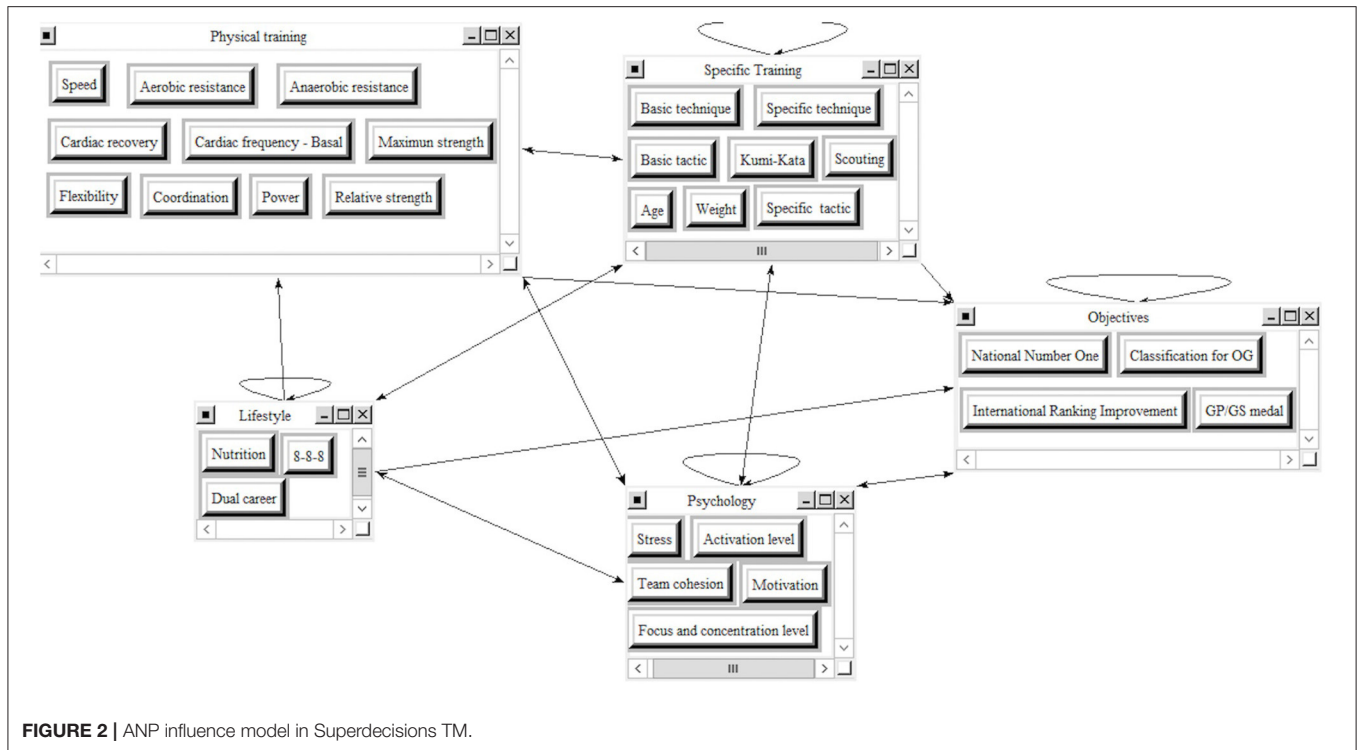 Physical training
Speed
Aerobic resistance
Anaerobic resistance
Cardiac recovery
Cardiac frequency - Basal
Maximun strength
Flexibility
Coordination
Power
Relative strength
Specific Training
Basic technique
Specific technique
Basic tactic
Kumi-Kata
Scouting
Age
Weight
Specific tactic
Objectives
National Number One
Classification for OG
International Ranking Improvement
GP/GS medal
Lifestyle
Nutrition
8-8-8
Dual career
Psychology
Stress
Activation level
Team cohesion
Motivation
Focus and concentration level
FIGURE 2 | ANP influence model in Superdecisions TM.